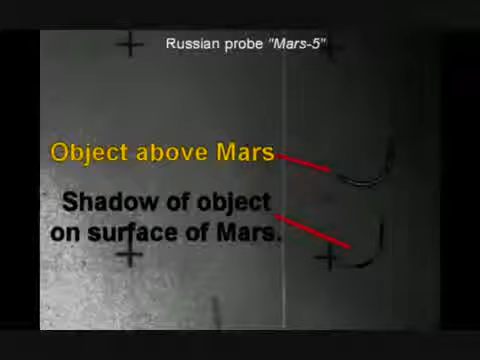 Russian probe "Mars-5"
Object above Mars
Shadow of object
on surface of Mars.